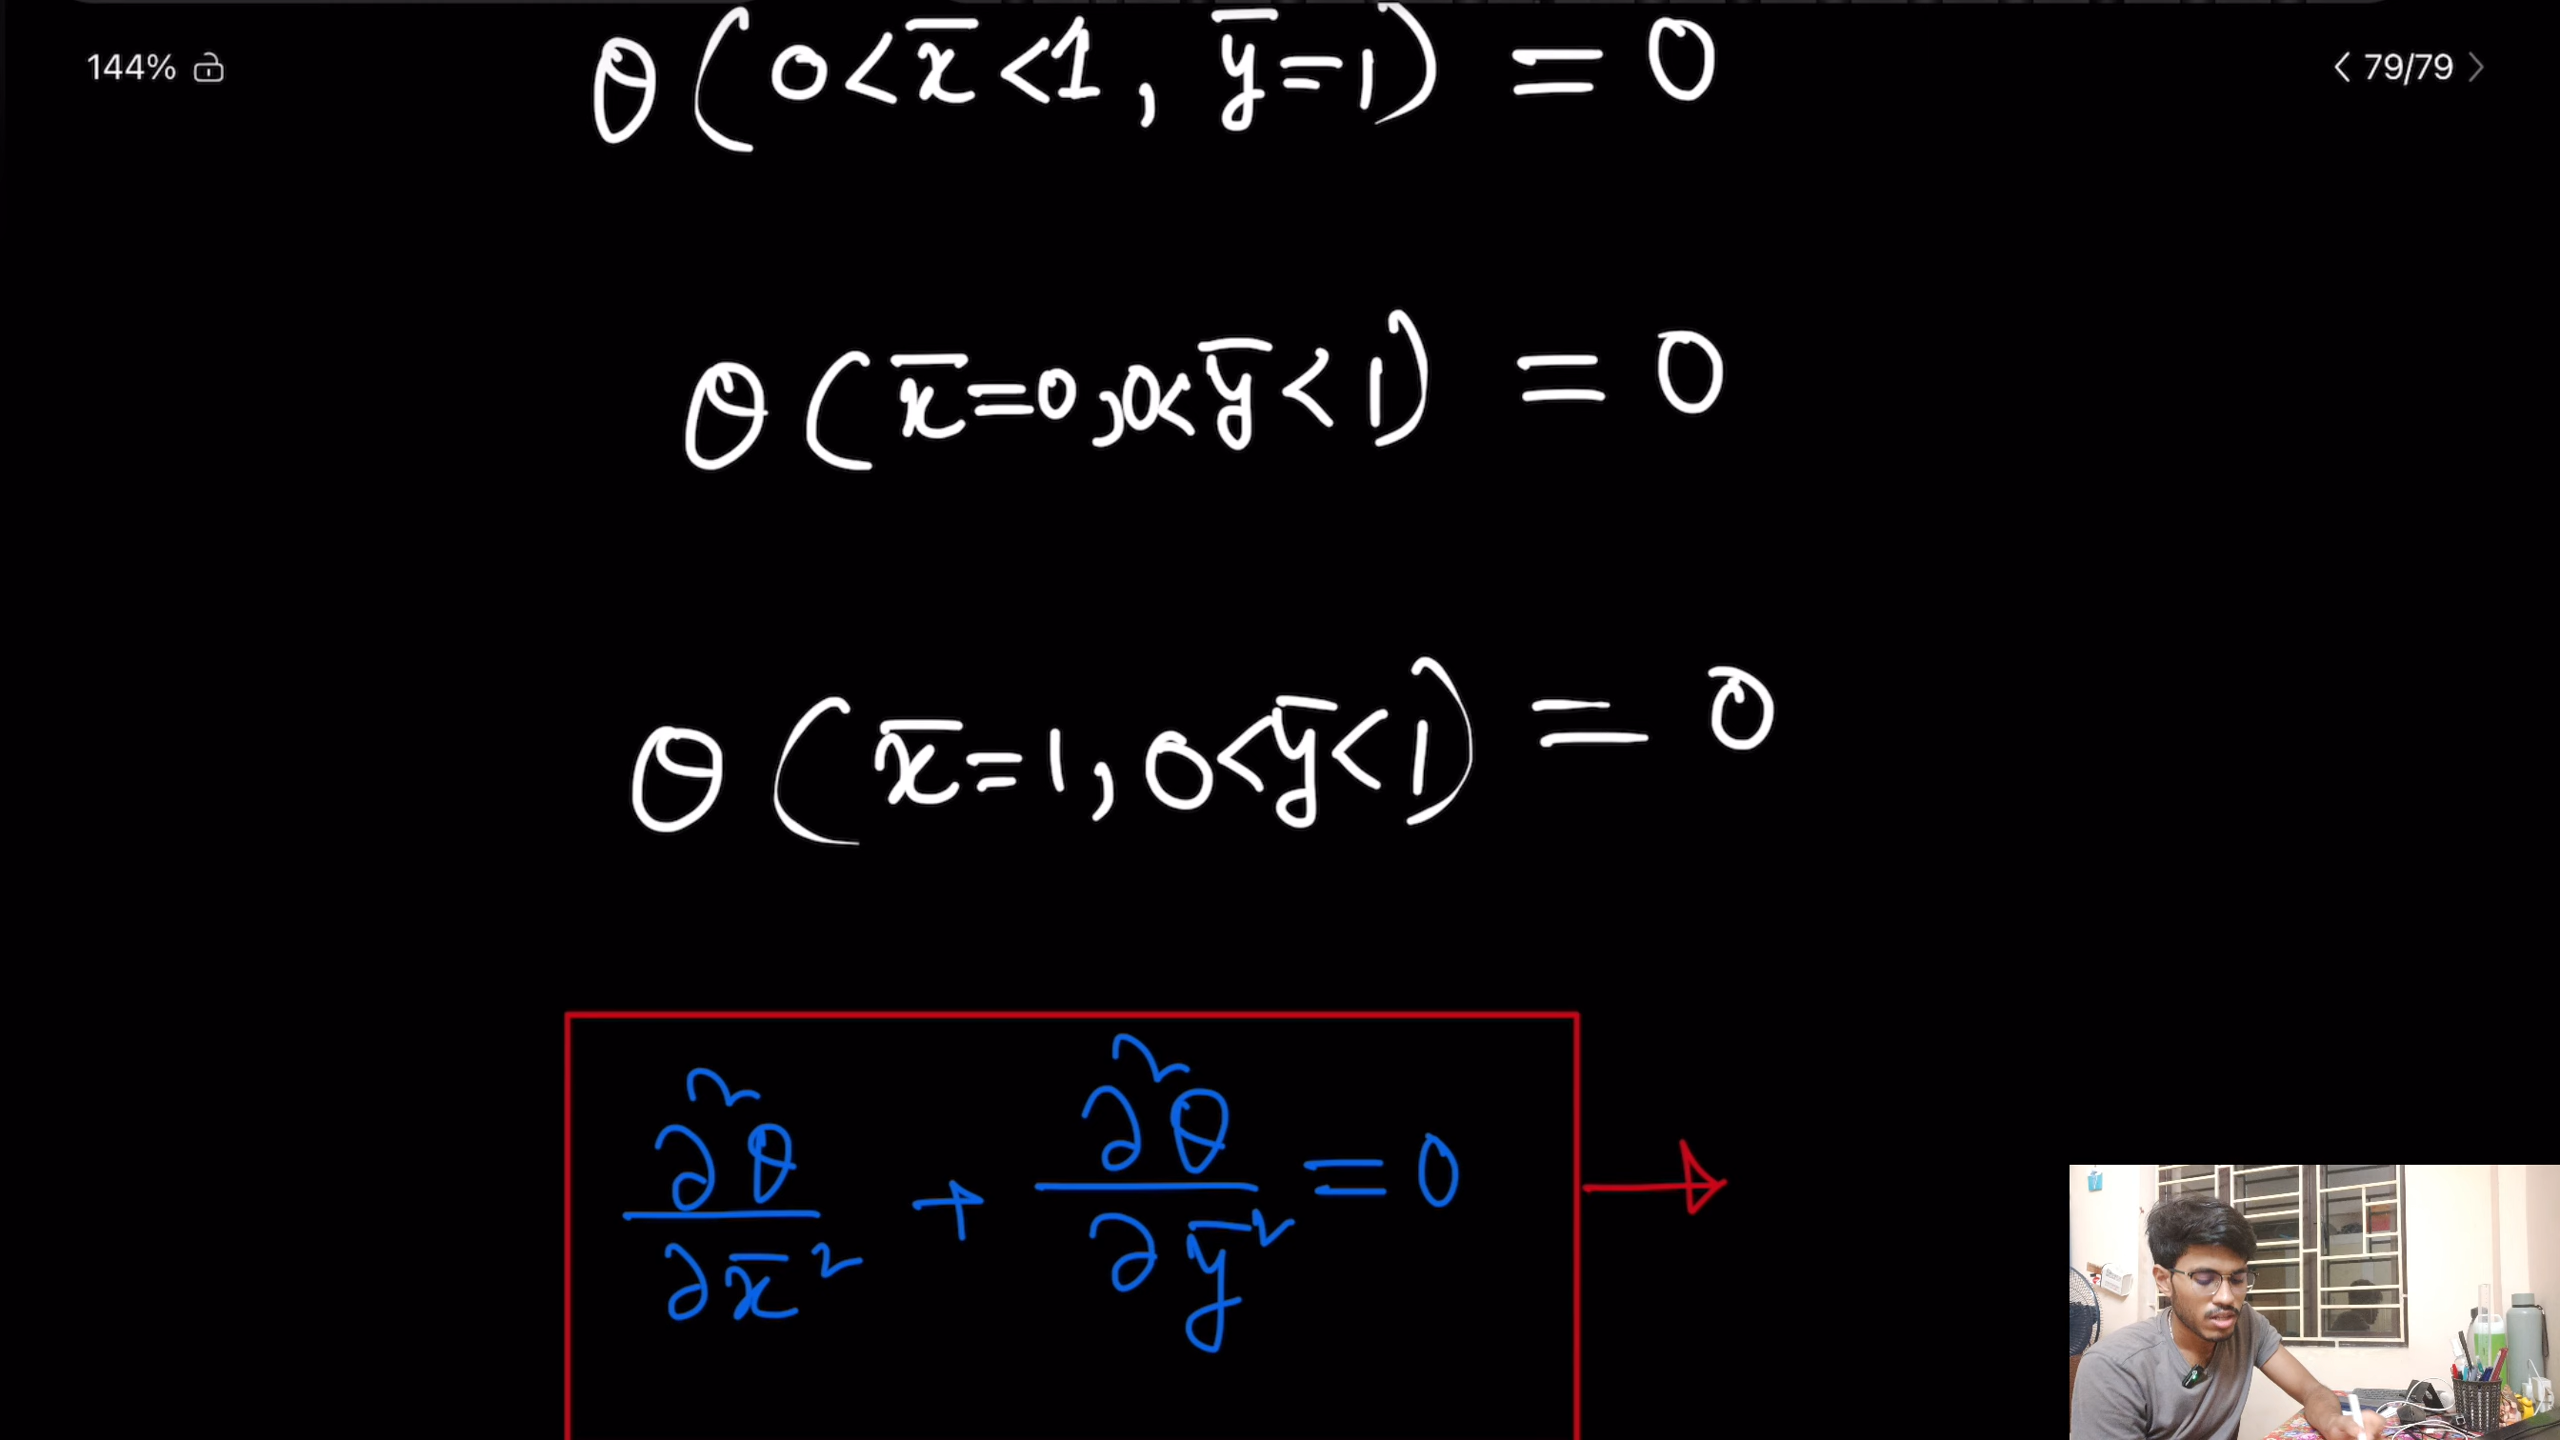 144%
79/79
θ(0<x̅<1, y̅=1) = 0
θ(x̅=0, 0<y̅<1) = 0
θ(x̅=1, 0<y̅<1) = 0
∂²θ/∂x̅² + ∂²θ/∂y̅² = 0